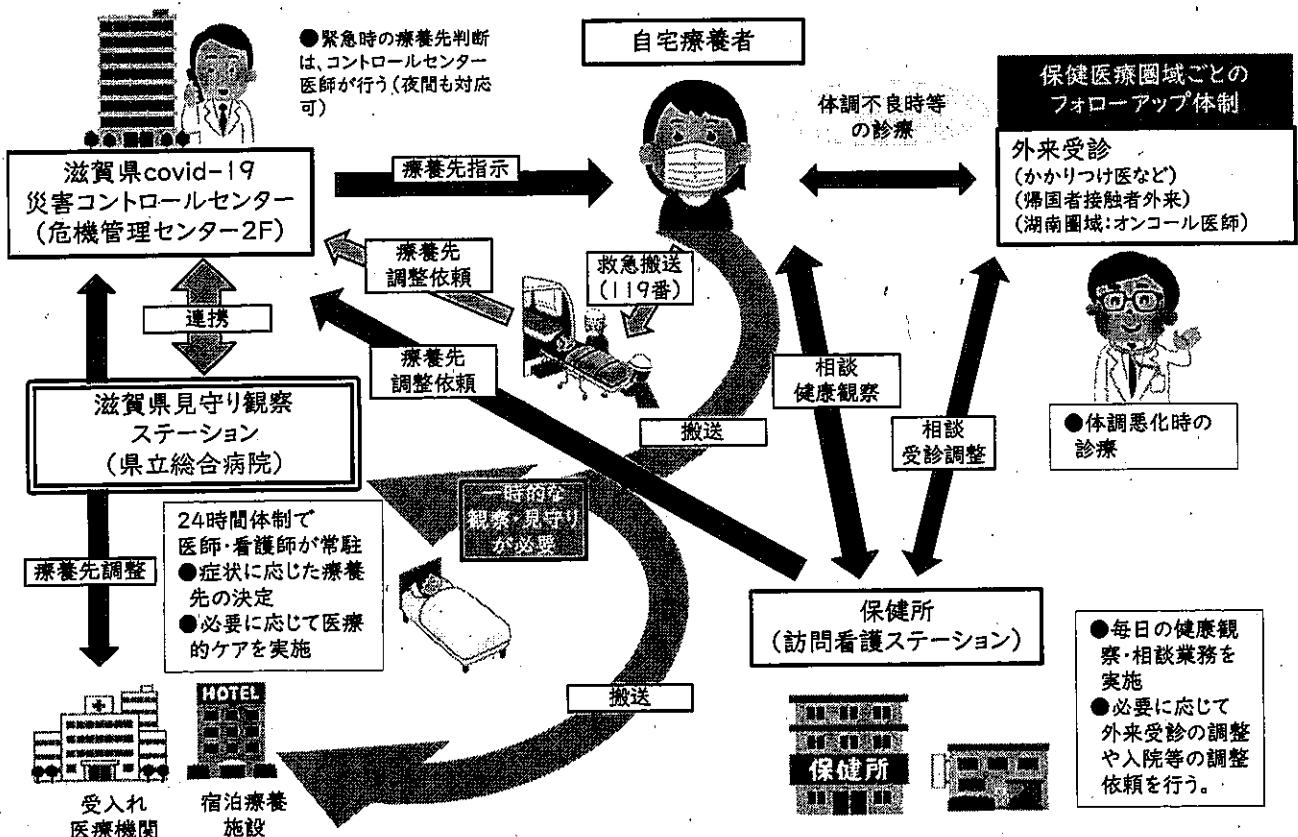 ●緊急時の療養先判断
は、コントロールセンター
医師が行う(夜間も対応
可)
自宅療養者
保健医療圏域ごとの
フォローアップ体制
体調不良時等
の診療
外来受診
(かかりつけ医など)
(帰国者接触者外来)
(湖南圏域:オンコール医師)
滋賀県covid-19
災害コントロールセンター
(危機管理センター2F)
療養先指示
療養先
調整依頼
救急搬送
(119番)
連携
療養先
調整依頼
相談
健康観察
滋賀県見守り観察
ステーション
(県立総合病院)
搬送
相談
受診調整
●体調悪化時の
診療
一時的な
観察・見守り
が必要
24時間体制で
医師・看護師が常駐
●症状に応じた療養
先の決定
●必要に応じて医療
的ケアを実施
療養先調整
保健所
(訪問看護ステーション)
●毎日の健康観
察・相談業務を
実施
●必要に応じて
外来受診の調整
や入院等の調整
依頼を行う。
搬送
HOTEL
保健所
受入れ
医療機関
宿泊療養
施設